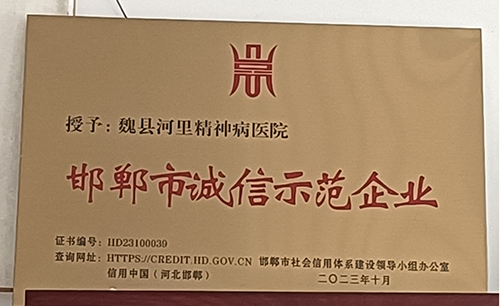 授予：魏县河里精神病医院
邯郸市诚信示范企业
证书编号：HD23100039
查询网址：HTTPS://CREDIT.HD.GOV.CN 邯郸市社会信用体系建设领导小组办公室
信用中国（河北邯郸） 二〇二三年十月